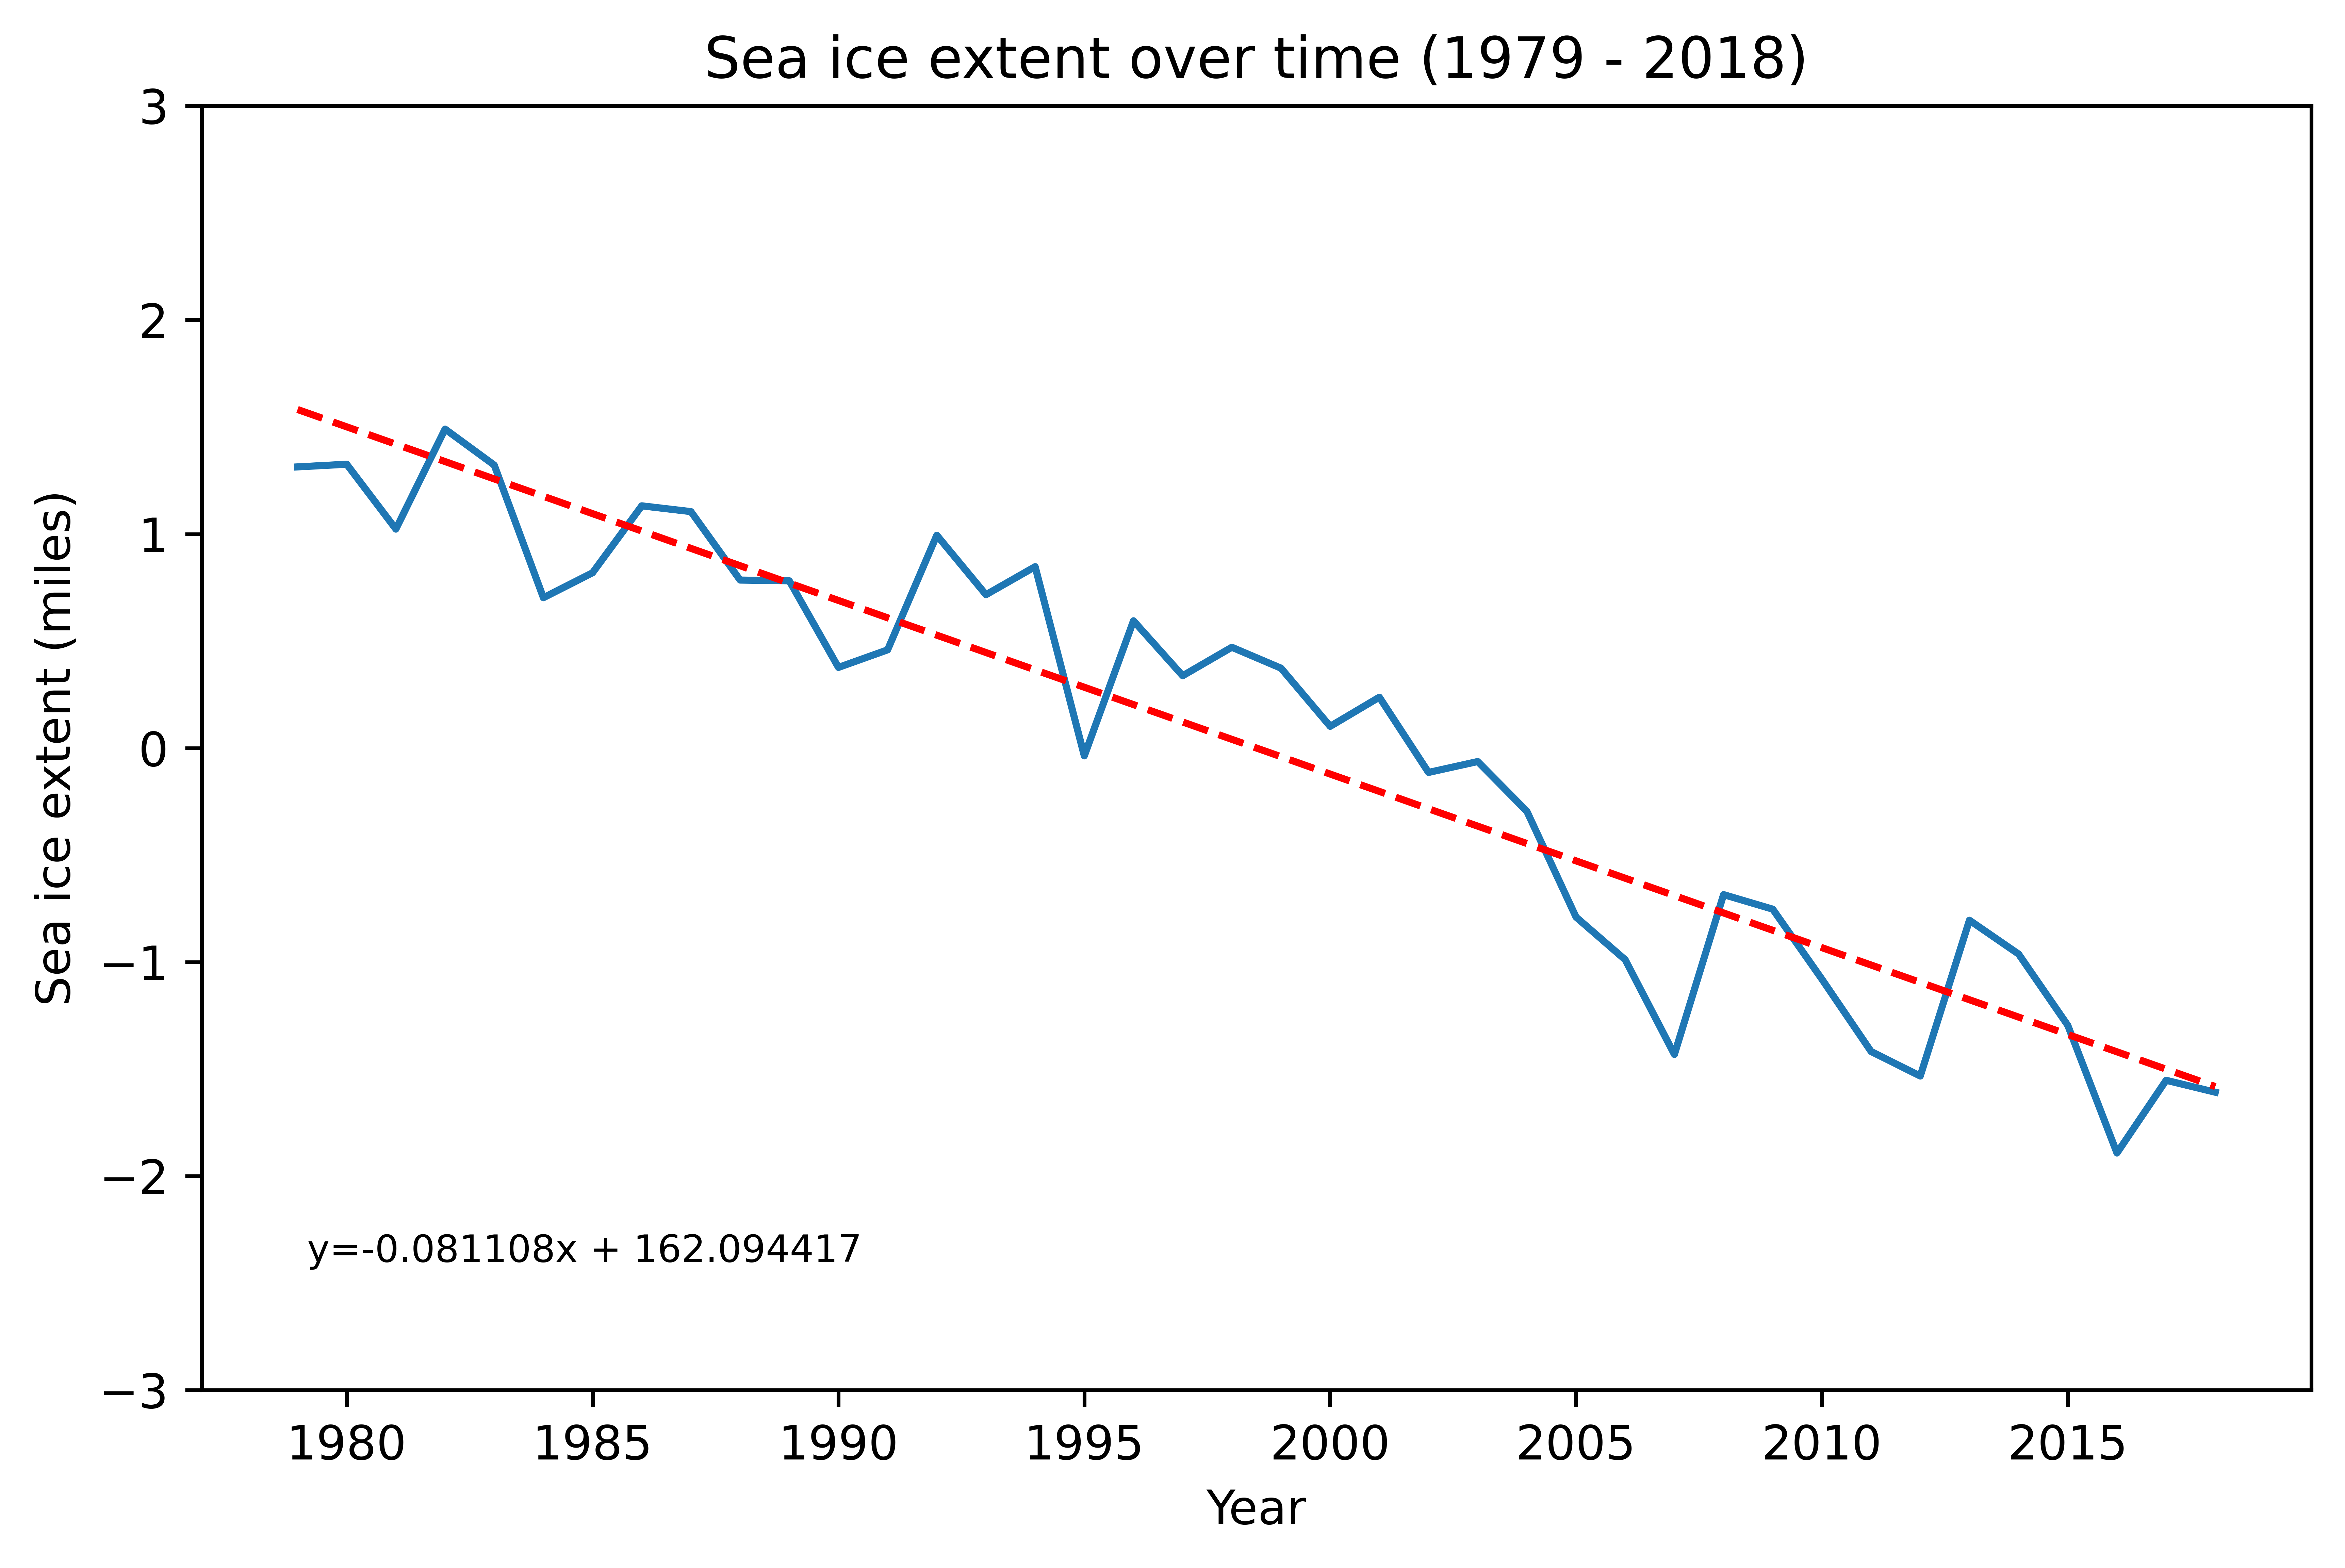 Sea ice extent over time (1979 - 2018)
3
2
1
0
−1
−2
−3
Sea ice extent (miles)
y=-0.081108x + 162.094417
1980 1985 1990 1995 2000 2005 2010 2015
Year